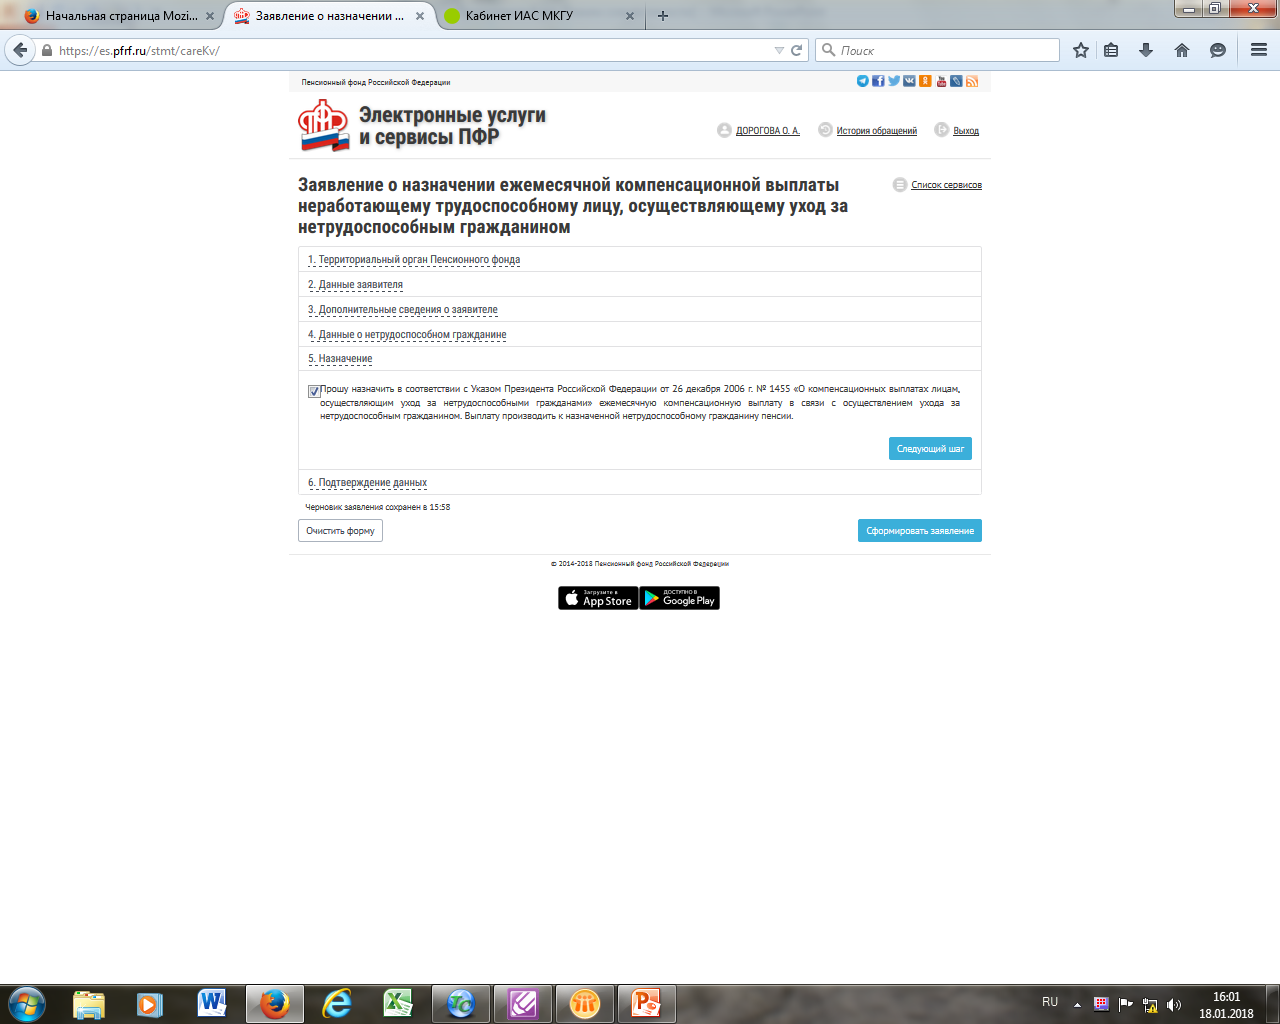 Начальная страница Mozi...
Заявление о назначении ...
Кабинет ИАС МКГУ
https://es.pfrf.ru/stmt/careKv/
Поиск
Пенсионный фонд Российской Федерации
Электронные услуги
и сервисы ПФР
ДОРОГОВА О. А.
История обращений
Выход
Заявление о назначении ежемесячной компенсационной выплаты
неработающему трудоспособному лицу, осуществляющему уход за
нетрудоспособным гражданином
Список сервисов
1. Территориальный орган Пенсионного фонда
2. Данные заявителя
3. Дополнительные сведения о заявителе
4. Данные о нетрудоспособном гражданине
5. Назначение
Прошу назначить в соответствии с Указом Президента Российской Федерации от 26 декабря 2006 г. № 1455 «О компенсационных выплатах лицам,
осуществляющим уход за нетрудоспособными гражданами» ежемесячную компенсационную выплату в связи с осуществлением ухода за
нетрудоспособным гражданином. Выплату производить к назначенной нетрудоспособному гражданину пенсии.
Следующий шаг
6. Подтверждение данных
Черновик заявления сохранен в 15:58
Очистить форму
Сформировать заявление
© 2014-2018 Пенсионный фонд Российской Федерации
Загрузите в
App Store
ДОСТУПНО В
Google Play
RU
16:01
18.01.2018